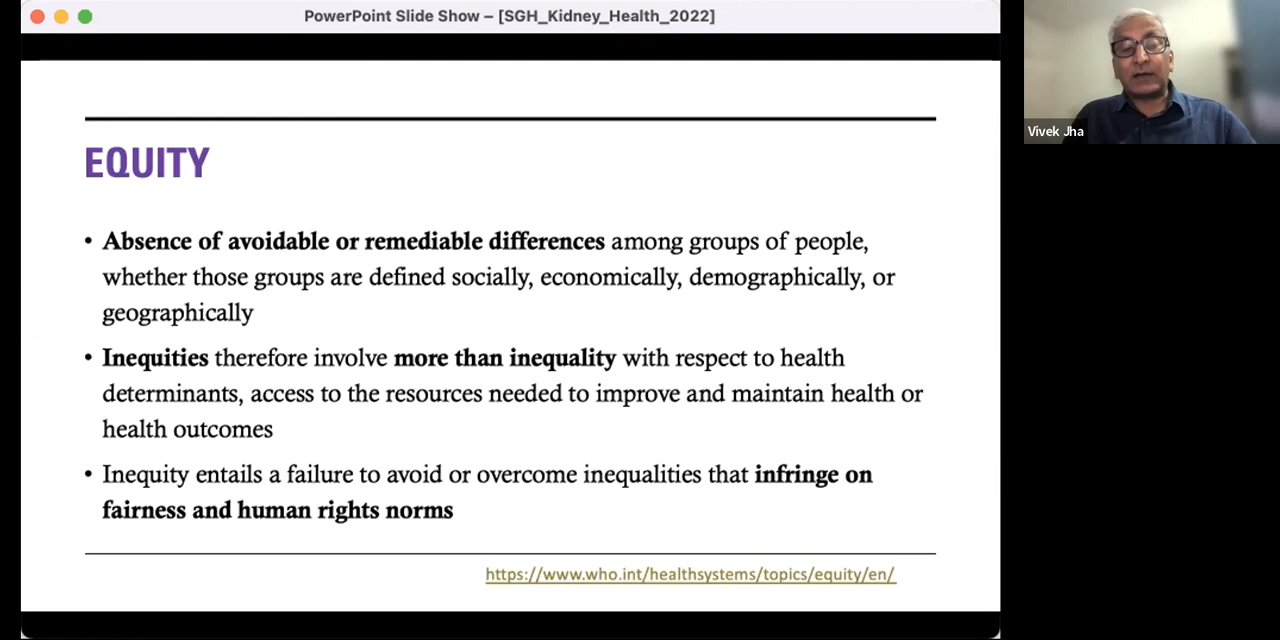 PowerPoint Slide Show – [SGH_Kidney_Health_2022]
Vivek Jha
EQUITY
• Absence of avoidable or remediable differences among groups of people,
whether those groups are defined socially, economically, demographically, or
geographically
• Inequities therefore involve more than inequality with respect to health
determinants, access to the resources needed to improve and maintain health or
health outcomes
• Inequity entails a failure to avoid or overcome inequalities that infringe on
fairness and human rights norms
https://www.who.int/healthsystems/topics/equity/en/